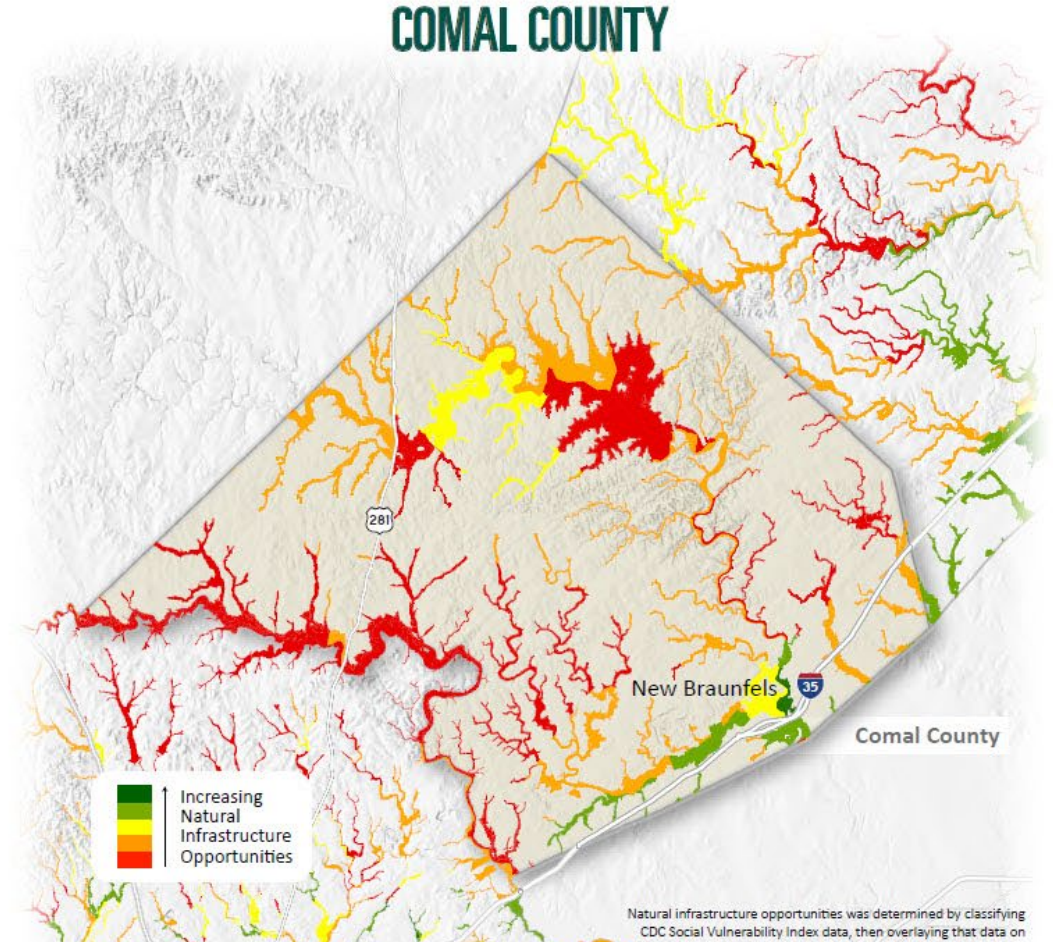 COMAL COUNTY
281
New Braunfels
35
Comal County
Increasing
Natural
Infrastructure
Opportunities
Natural infrastructure opportunities was determined by classifying
CDC Social Vulnerability Index data, then overlaying that data on